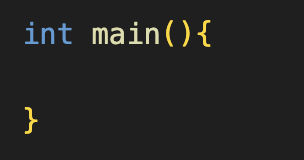 int main(){
}